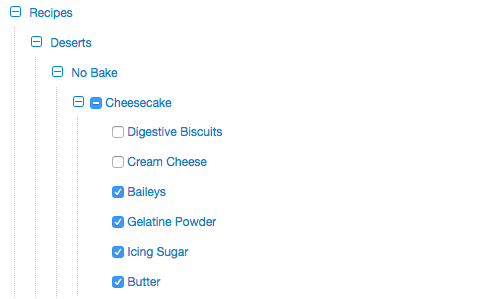 Recipes
Deserts
No Bake
Cheesecake
Digestive Biscuits
Cream Cheese
Baileys
Gelatine Powder
Icing Sugar
Butter